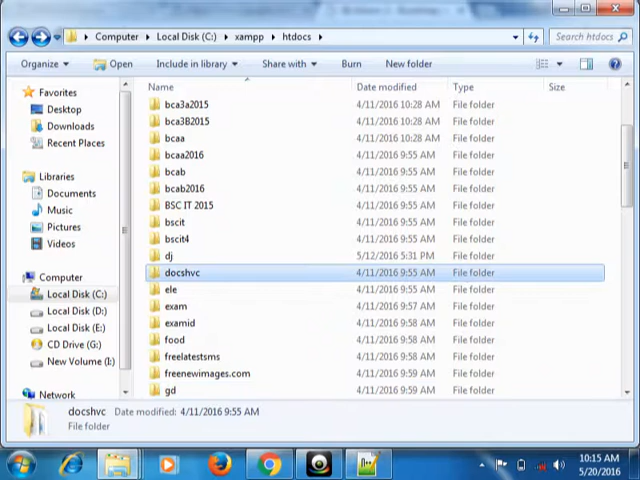 Computer Local Disk (C:) xampp htdocs Search htdocs
Organize Open Include in library Share with Burn New folder
Name Date modified Type Size
Favorites
Desktop
Downloads
Recent Places
Libraries
Documents
Music
Pictures
Videos
Computer
Local Disk (C:)
Local Disk (D:)
Local Disk (E:)
CD Drive (G:)
New Volume (I:)
Network
bca3a2015 4/11/2016 10:28 AM File folder
bca3B2015 4/11/2016 10:28 AM File folder
bcaa 4/11/2016 10:28 AM File folder
bcaa2016 4/11/2016 9:55 AM File folder
bcab 4/11/2016 9:55 AM File folder
bcab2016 4/11/2016 9:55 AM File folder
BSC IT 2015 4/11/2016 9:55 AM File folder
bscit 4/11/2016 9:55 AM File folder
bscit4 4/11/2016 9:55 AM File folder
dj 5/12/2016 5:31 PM File folder
docshvc 4/11/2016 9:55 AM File folder
ele 4/11/2016 9:55 AM File folder
exam 4/11/2016 9:57 AM File folder
examid 4/11/2016 9:58 AM File folder
food 4/11/2016 9:58 AM File folder
freelatestsms 4/11/2016 9:58 AM File folder
freenewimages.com 4/11/2016 9:59 AM File folder
gd 4/11/2016 9:59 AM File folder
docshvc Date modified: 4/11/2016 9:55 AM
File folder
10:15 AM
5/20/2016